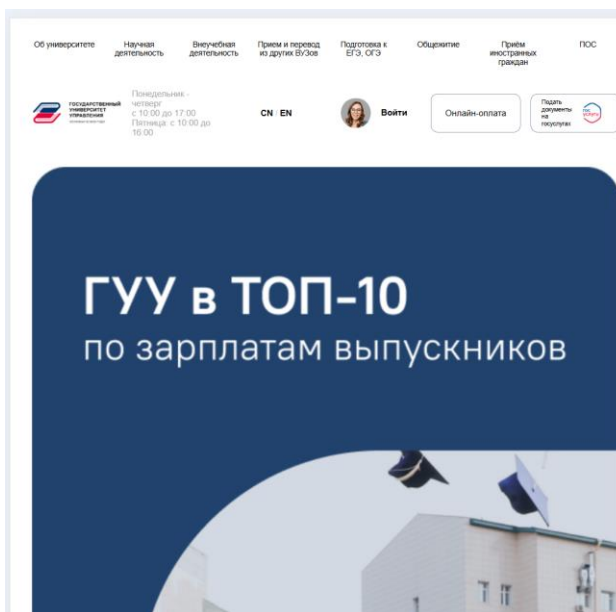 Об университете
Научная
деятельность
Внеучебная
деятельность
Прием и перевод
из других ВУЗов
Подготовка к
ЕГЭ, ОГЭ
Общежитие
Приём
иностранных
граждан
ПОС
ГОСУДАРСТВЕННЫЙ
УНИВЕРСИТЕТ
УПРАВЛЕНИЯ
Понедельник -
четверг
с 10:00 до 17:00
Пятница: с 10:00 до
16:00
CN | EN
Войти
Онлайн-оплата
Подать
документы
на
госуслугах
гос
услуги
ГУУ в ТОП-10
по зарплатам выпускников